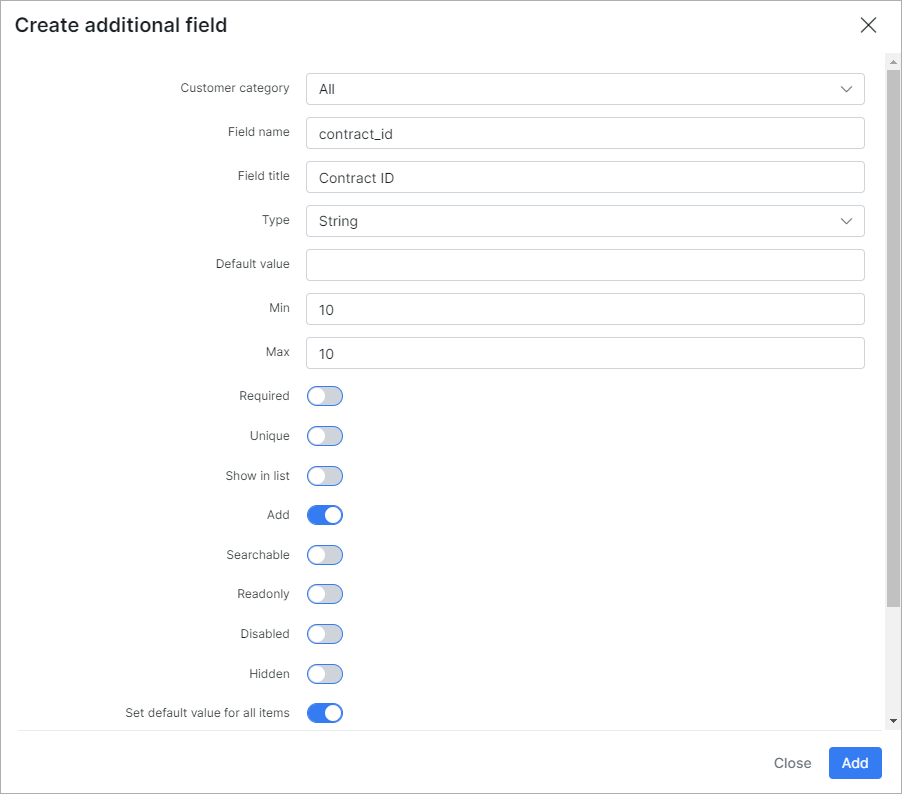 Create additional field
Customer category All
Field name contract_id
Field title Contract ID
Type String
Default value
Min 10
Max 10
Required
Unique
Show in list
Add
Searchable
Readonly
Disabled
Hidden
Set default value for all items
Close Add